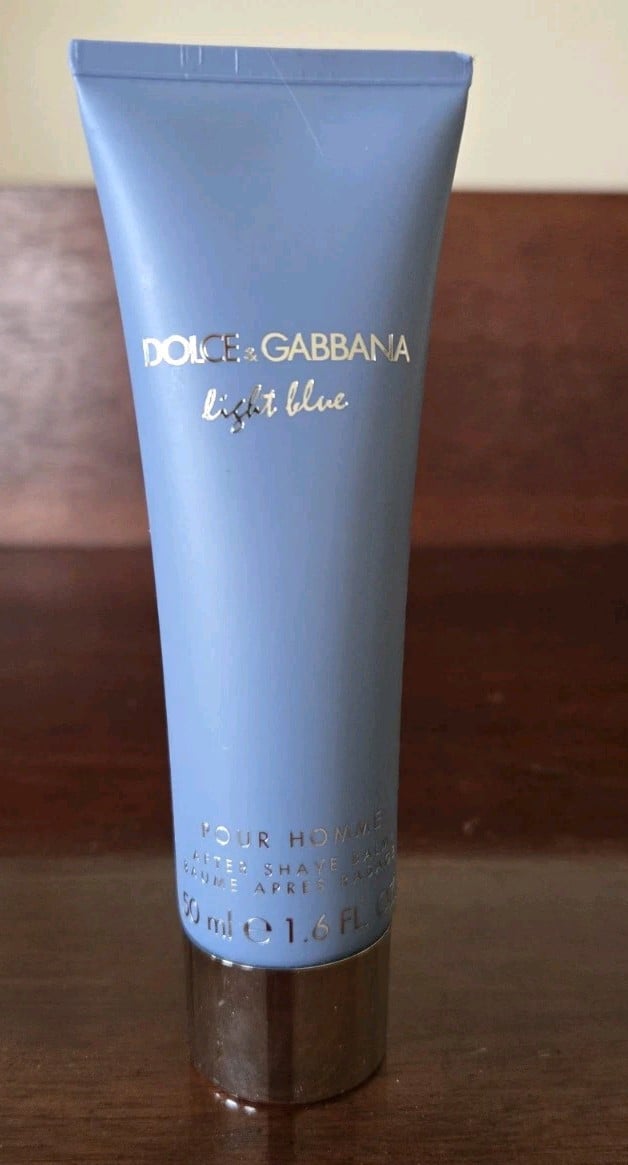 DOLCE & GABBANA
light blue
POUR HOMME
AFTER SHAVE BALM
BAUME APRES RASAGE
50 ml e 1.6 FL. OZ.